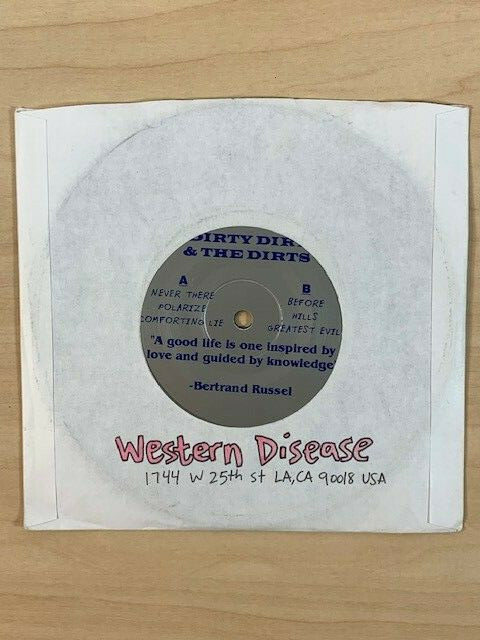 DIRTY DIRT
& THE DIRTS
A
NEVER THERE
POLARIZE
COMFORTING LIE
B
BEFORE
HILLS
GREATEST EVIL
"A good life is one inspired by
love and guided by knowledge"
-Bertrand Russel
Western Disease
1744 W 25th st LA,CA 90018 USA